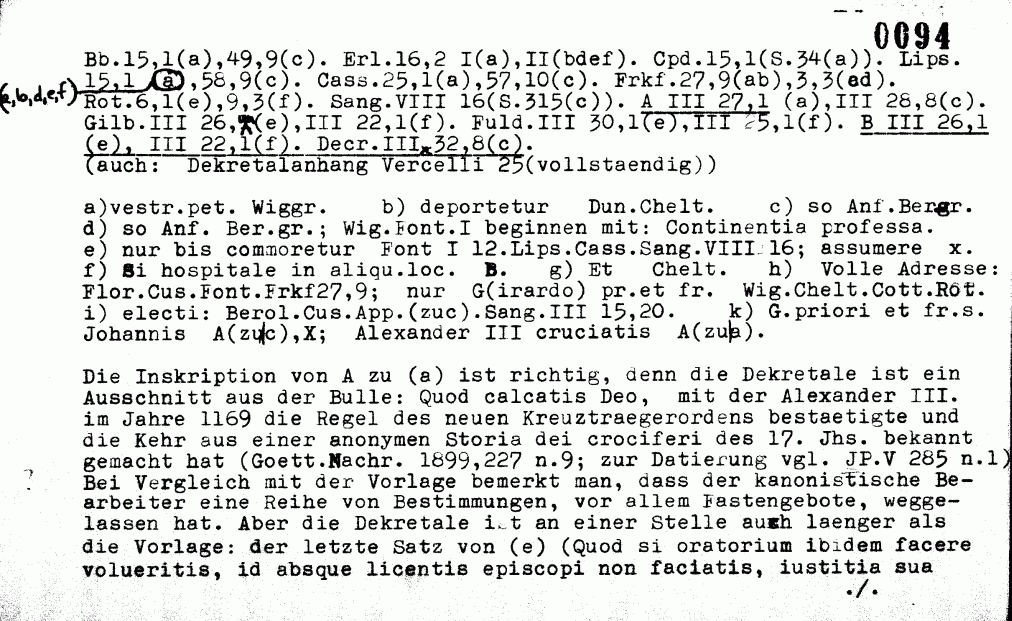 0094
Bb.15,1(a),49,9(c). Erl.16,2 I(a),II(bdef). Cpd.15,1(S.34(a)). Lips.
15,1 (a),58,9(c). Cass.25,1(a),57,10(c). Frkf.27,9(ab),3,3(ed).
(a,b,d,e,f)
Rot.6,1(e),9,3(f). Sang.VIII 16(S.315(c)). A III 27,1 (a),III 28,8(c).
Gilb.III 26, (e),III 22,1(f). Fuld.III 30,1(e),III 25,1(f). B III 26,1
(e), III 22,1(f). Decr.III 32,8(c).
(auch: Dekretalanhang Vercelli 25(vollstaendig))
a)vestr.pet. Wiggr. b) deportetur Dun.Chelt. c) so Anf.Bergr.
d) so Anf. Ber.gr.; Wig.Font.I beginnen mit: Continentia professa.
e) nur bis commoretur Font I 12.Lips.Cass.Sang.VIII 16; assumere x.
f) Si hospitale in aliqu.loc. B. g) Et Chelt. h) Volle Adresse:
Flor.Cus.Font.Frkf27,9; nur G(irardo) pr.et fr. Wig.Chelt.Cott.Rot.
i) electi: Berol.Cus.App.(zuc).Sang.III 15,20. k) G.priori et fr.s.
Johannis A(zu c),X; Alexander III cruciatis A(zu a).
Die Inskription von A zu (a) ist richtig, denn die Dekretale ist ein
Ausschnitt aus der Bulle: Quod calcatis Deo, mit der Alexander III.
im Jahre 1169 die Regel des neuen Kreuztraegerordens bestaetigte und
die Kehr aus einer anonymen Storia dei crociferi des 17. Jhs. bekannt
gemacht hat (Goett.Nachr. 1899,227 n.9; zur Datierung vgl. JP.V 285 n.1)
?
Bei Vergleich mit der Vorlage bemerkt man, dass der kanonistische Be-
arbeiter eine Reihe von Bestimmungen, vor allem Fastengebote, wegge-
lassen hat. Aber die Dekretale ist an einer Stelle auch laenger als
die Vorlage: der letzte Satz von (e) (Quod si oratorium ibidem facere
volueritis, id absque licentis episcopi non faciatis, iustitia sua
./.